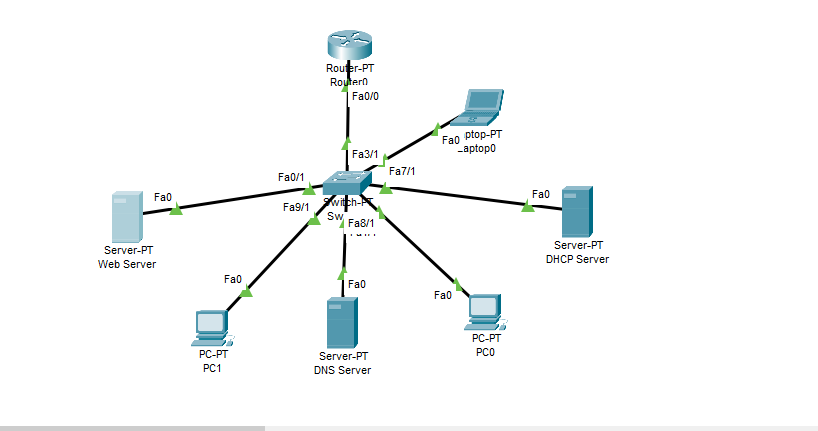 Router-PT
Router0
Fa0/0
ptop-PT
aptop0
Fa0
Fa3/1
Fa7/1
Fa0/1
Fa0
Fa0
Switch-PT
Sw
Fa9/1
Fa8/1
Server-PT
Web Server
Server-PT
DHCP Server
Fa0
Fa0
Fa0
PC-PT
PC0
PC-PT
PC1
Server-PT
DNS Server